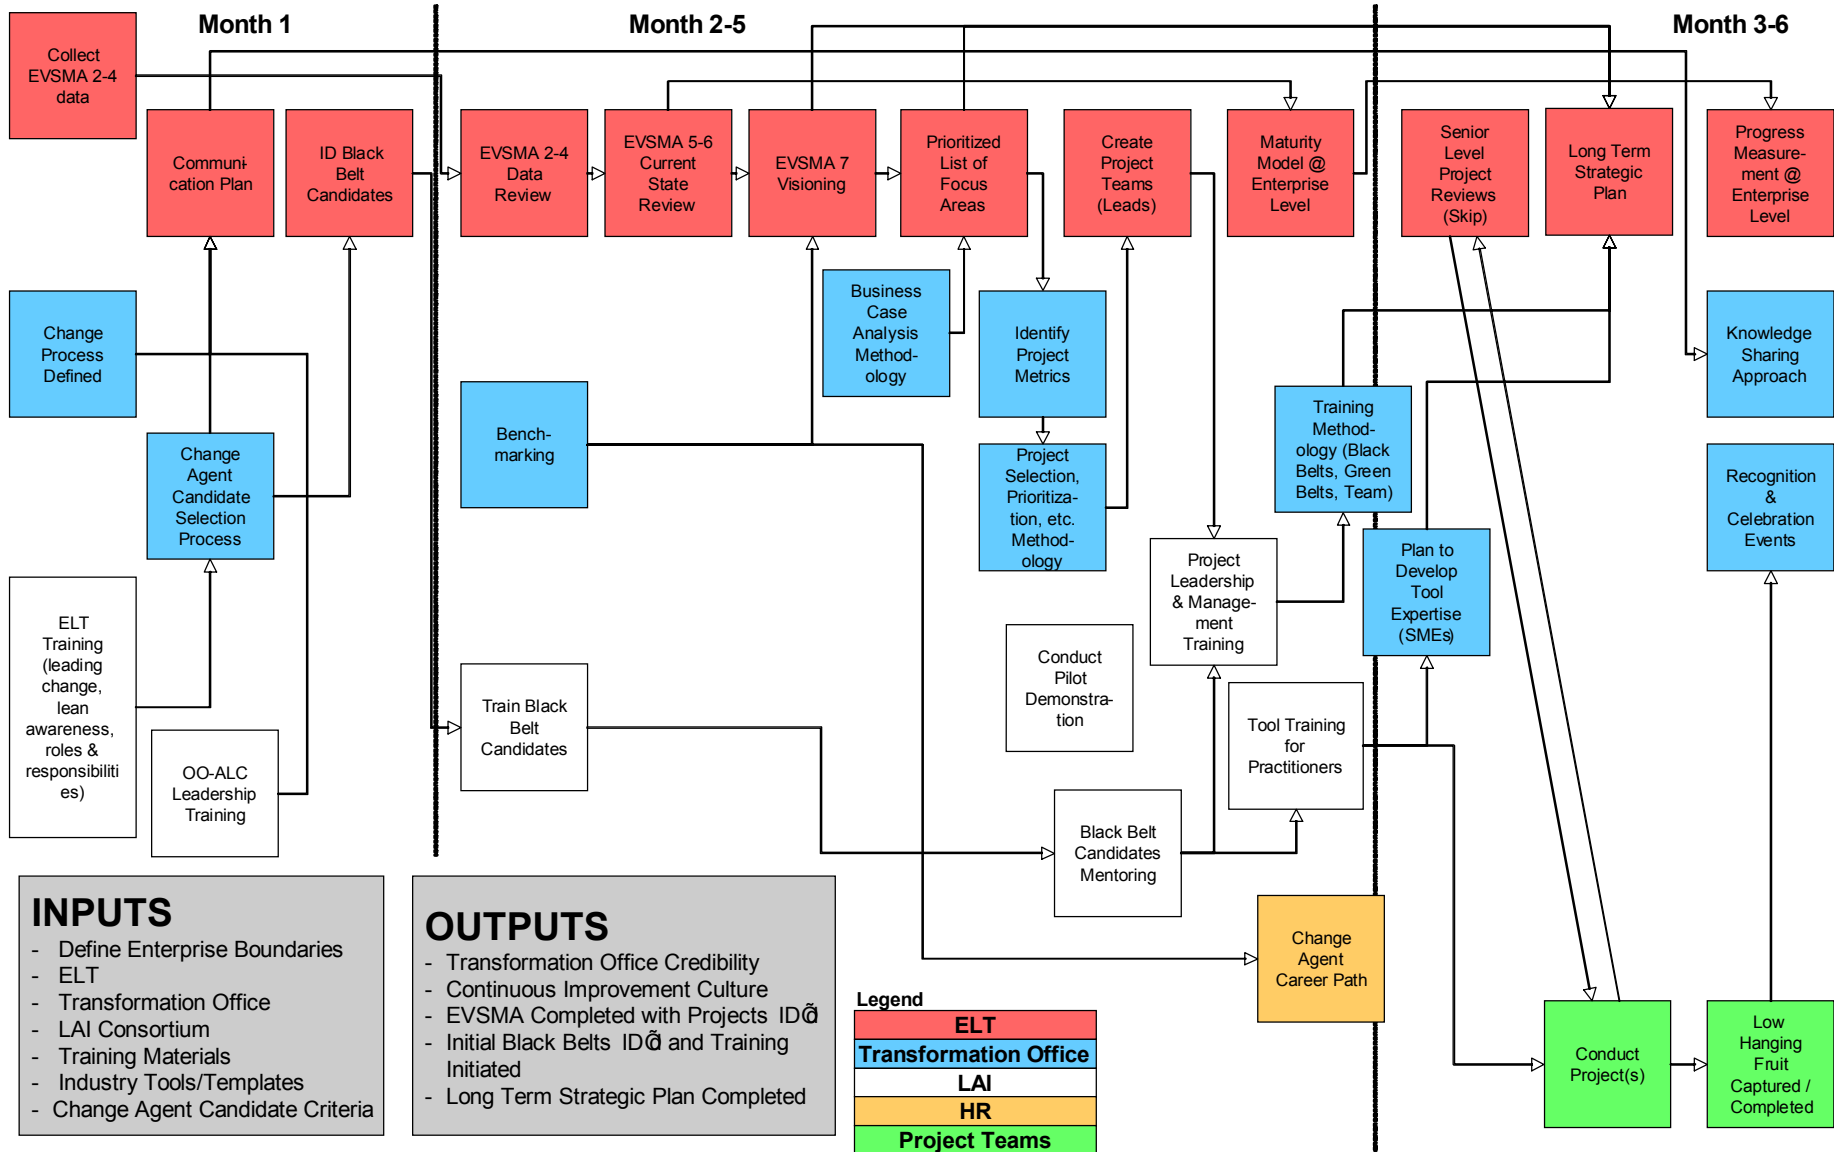 Month 1
Month 2-5
Month 3-6
Collect
EVSMA 2-4
data
Communi-
cation Plan
ID Black
Belt
Candidates
EVSMA 2-4
Data
Review
EVSMA 5-6
Current
State
Review
EVSMA 7
Visioning
Prioritized
List of
Focus
Areas
Create
Project
Teams
(Leads)
Maturity
Model @
Enterprise
Level
Senior
Level
Project
Reviews
(Skip)
Long Term
Strategic
Plan
Progress
Measure-
ment @
Enterprise
Level
Change
Process
Defined
Business
Case
Analysis
Method-
ology
Identify
Project
Metrics
Knowledge
Sharing
Approach
Change
Agent
Candidate
Selection
Process
Bench-
marking
Project
Selection,
Prioritiza-
tion, etc.
Method-
ology
Training
Method-
ology (Black
Belts, Green
Belts, Team)
Recognition
&
Celebration
Events
ELT
Training
(leading
change,
lean
awareness,
roles &
responsibiliti
es)
Project
Leadership
& Manage-
ment
Training
Plan to
Develop
Tool
Expertise
(SMEs)
Conduct
Pilot
Demonstra-
tion
Train Black
Belt
Candidates
Tool Training
for
Practitioners
OO-ALC
Leadership
Training
Black Belt
Candidates
Mentoring
Change
Agent
Career Path
Conduct
Project(s)
Low
Hanging
Fruit
Captured /
Completed
INPUTS
- Define Enterprise Boundaries
- ELT
- Transformation Office
- LAI Consortium
- Training Materials
- Industry Tools/Templates
- Change Agent Candidate Criteria
OUTPUTS
- Transformation Office Credibility
- Continuous Improvement Culture
- EVSMA Completed with Projects IDÕd
- Initial Black Belts IDÕd and Training
Initiated
- Long Term Strategic Plan Completed
Legend
ELT
Transformation Office
LAI
HR
Project Teams